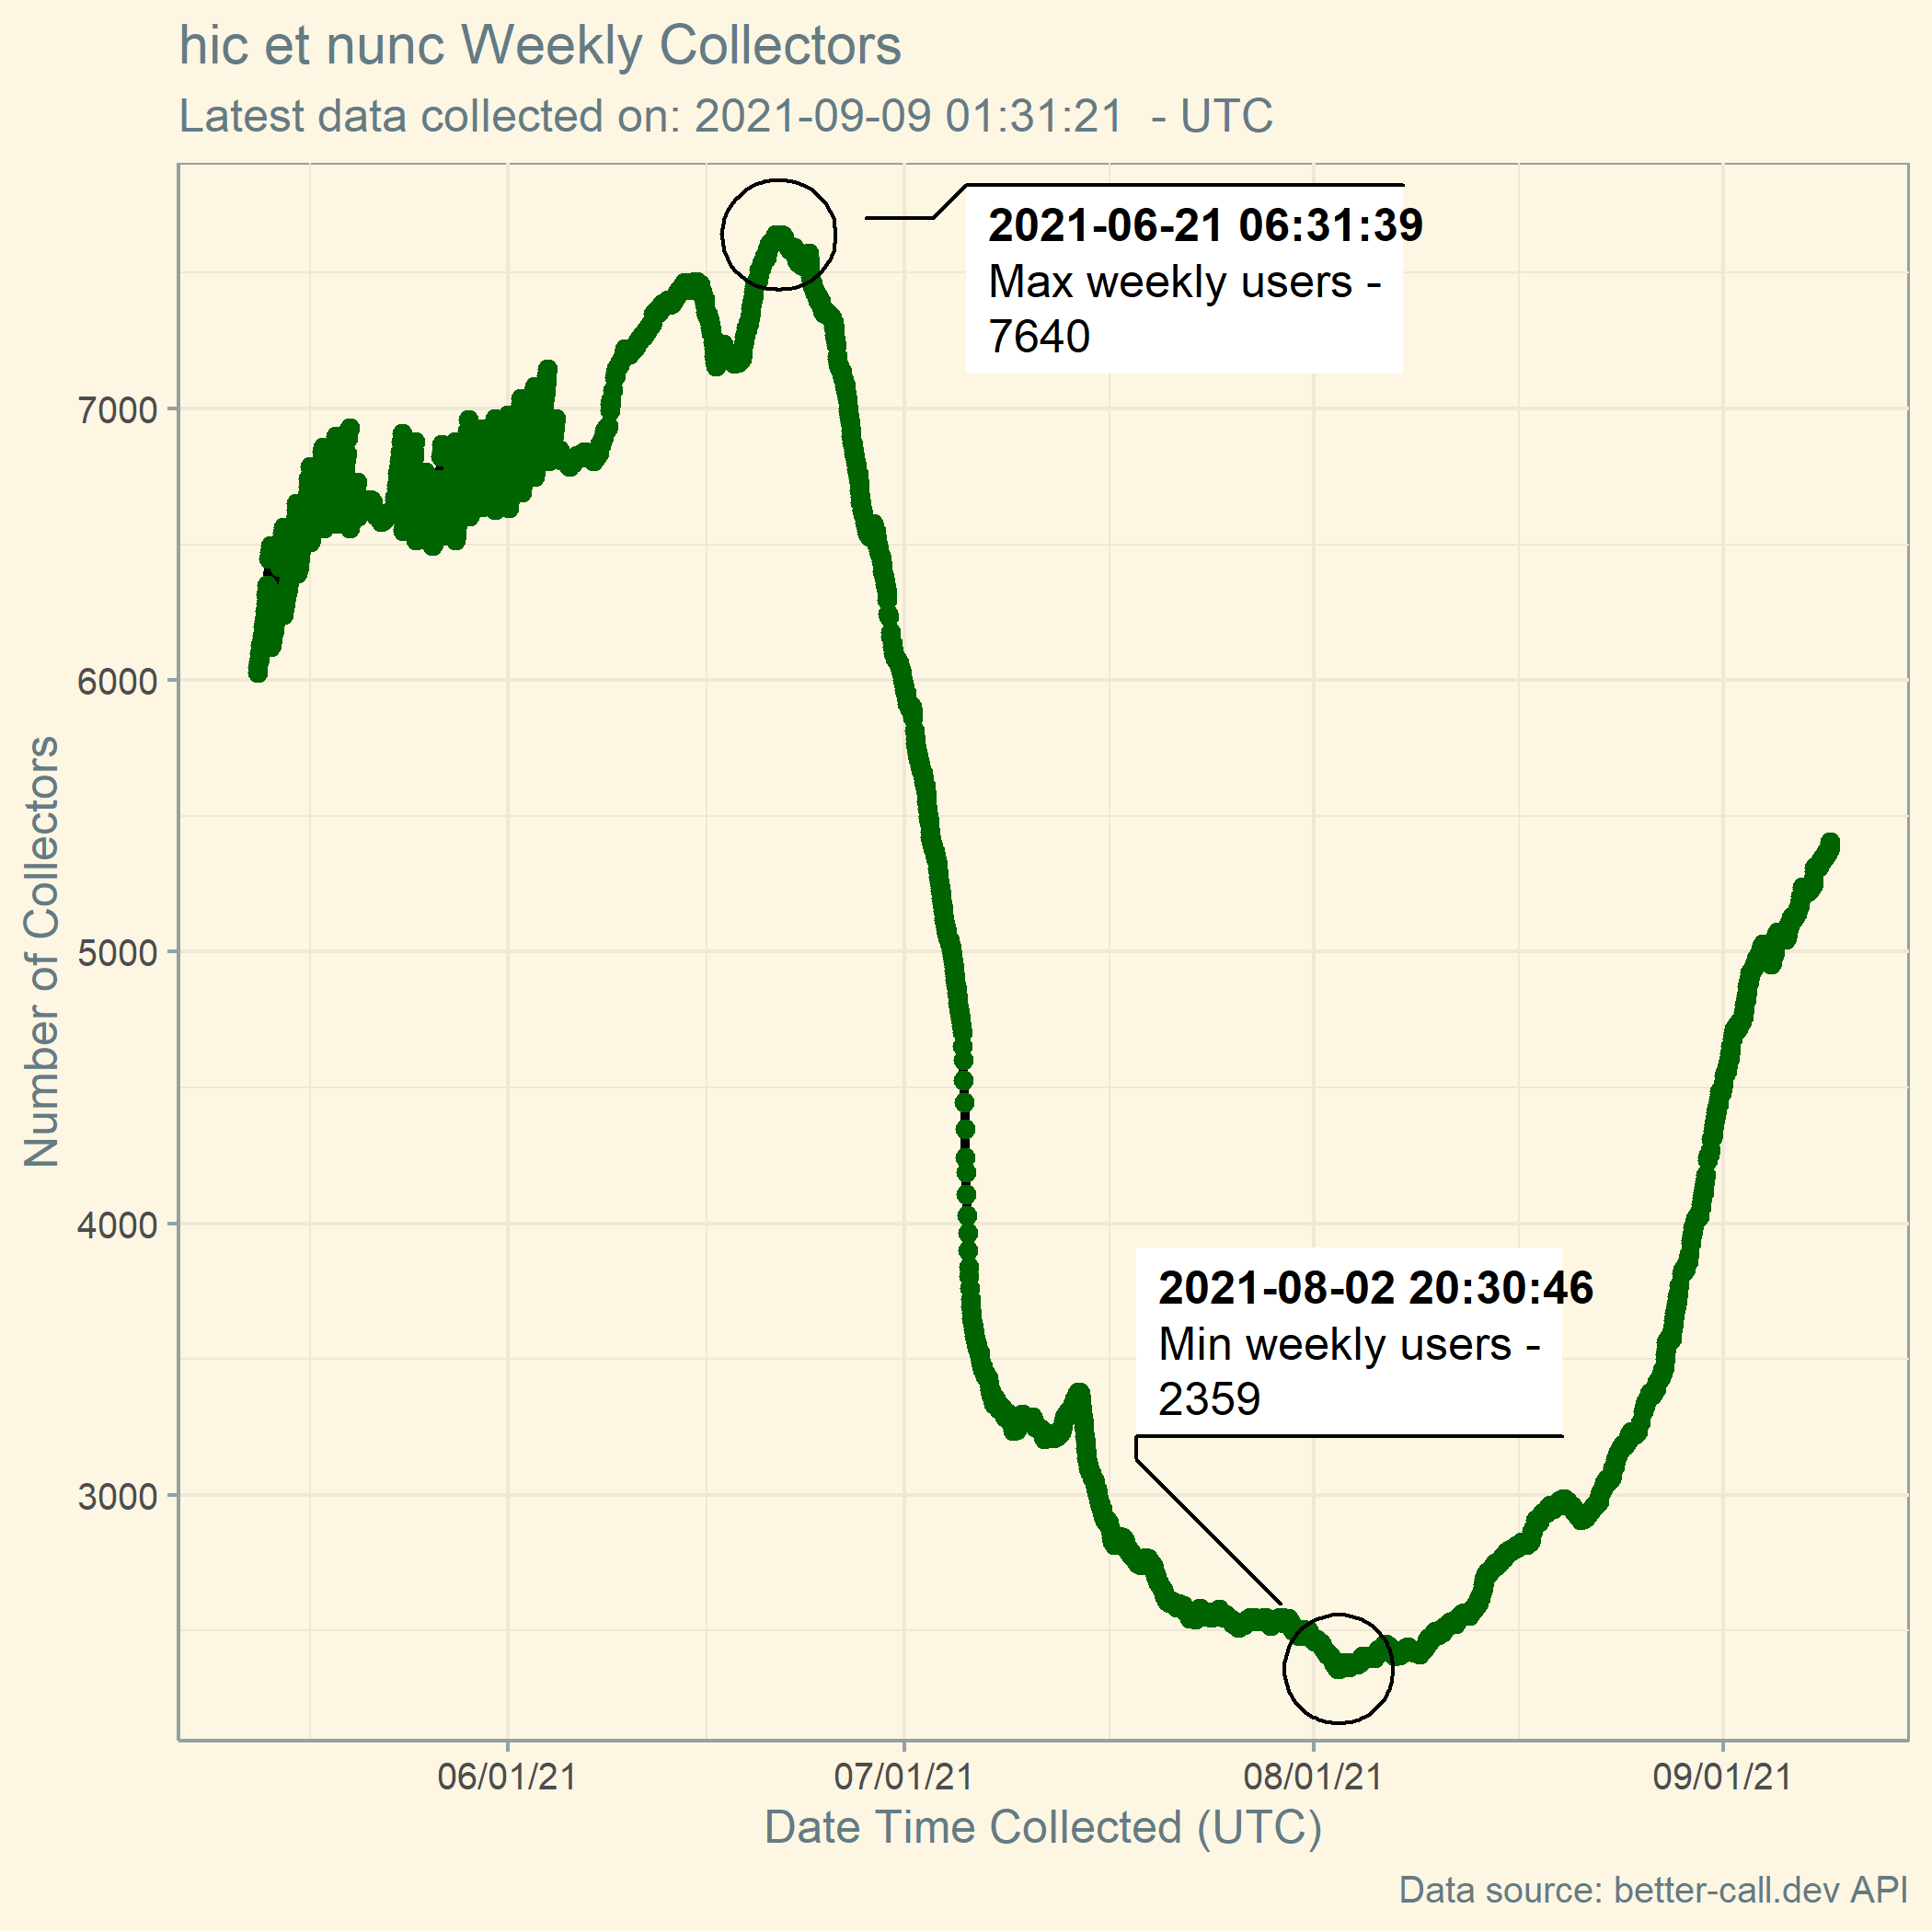 hic et nunc Weekly Collectors
Latest data collected on: 2021-09-09 01:31:21  - UTC
2021-06-21 06:31:39
Max weekly users -
7640
7000
6000
5000
4000
3000
Number of Collectors
2021-08-02 20:30:46
Min weekly users -
2359
06/01/21
07/01/21
08/01/21
09/01/21
Date Time Collected (UTC)
Data source: better-call.dev API